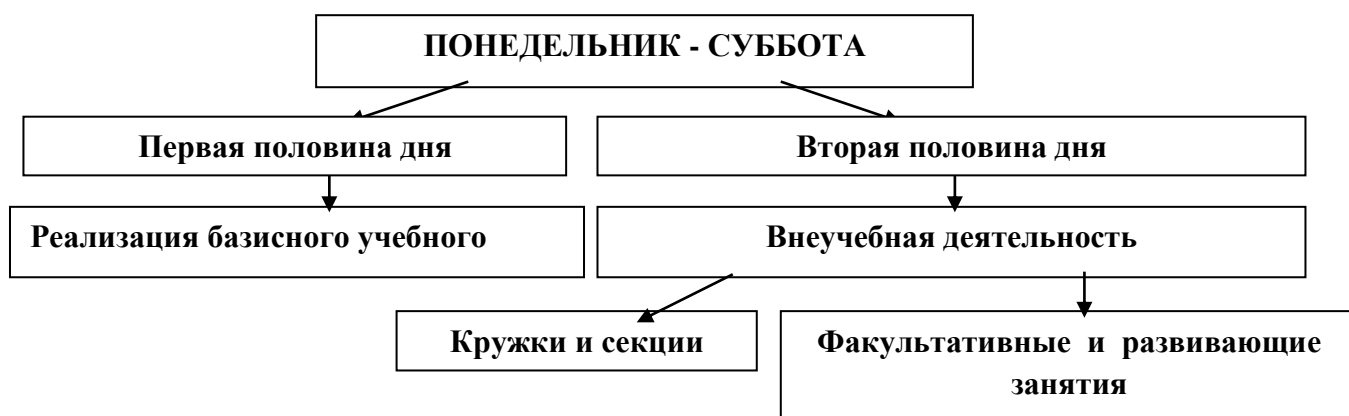 ПОНЕДЕЛЬНИК - СУББОТА
Первая половина дня
Вторая половина дня
Реализация базисного учебного
Внеучебная деятельность
Кружки и секции
Факультативные и развивающие
занятия